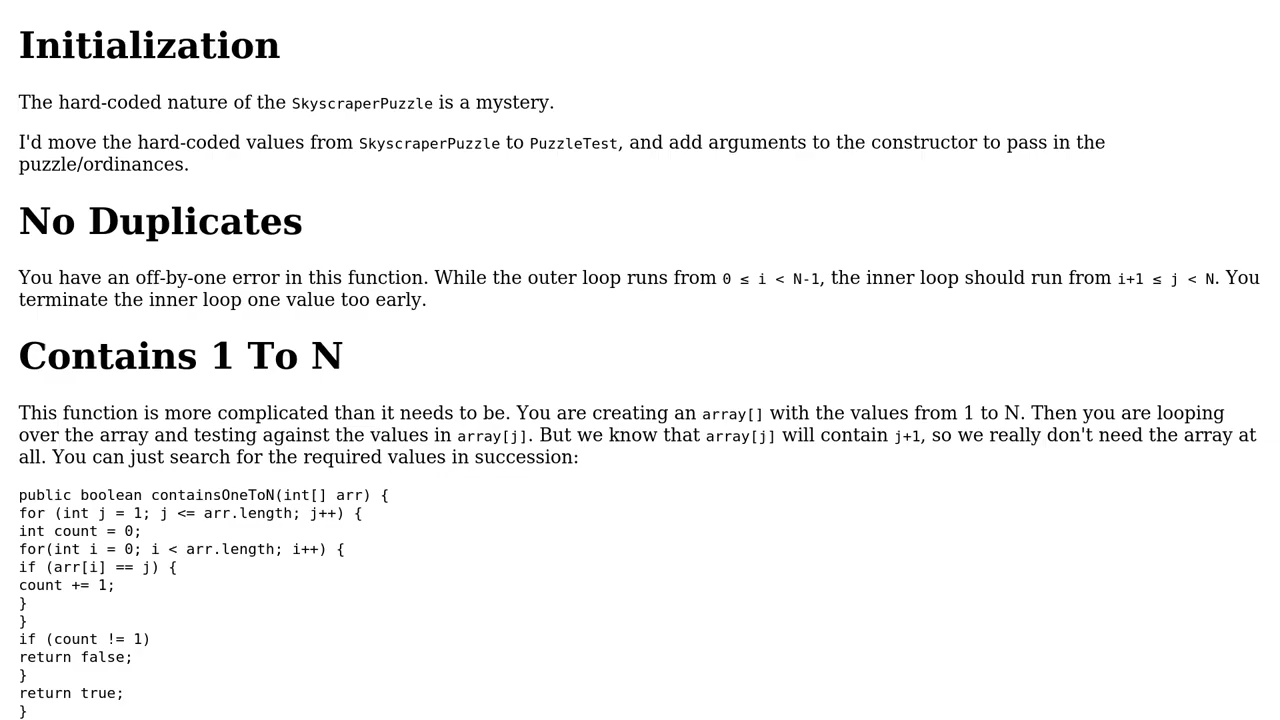 Initialization
The hard-coded nature of the SkyscraperPuzzle is a mystery.
I'd move the hard-coded values from SkyscraperPuzzle to PuzzleTest, and add arguments to the constructor to pass in the
puzzle/ordinances.
No Duplicates
You have an off-by-one error in this function. While the outer loop runs from 0 ≤ i < N-1, the inner loop should run from i+1 ≤ j < N. You
terminate the inner loop one value too early.
Contains 1 To N
This function is more complicated than it needs to be. You are creating an array[] with the values from 1 to N. Then you are looping
over the array and testing against the values in array[j]. But we know that array[j] will contain j+1, so we really don't need the array at
all. You can just search for the required values in succession:
public boolean containsOneToN(int[] arr) {
for (int j = 1; j <= arr.length; j++) {
int count = 0;
for(int i = 0; i < arr.length; i++) {
if (arr[i] == j) {
count += 1;
}
}
if (count != 1)
return false;
}
return true;
}